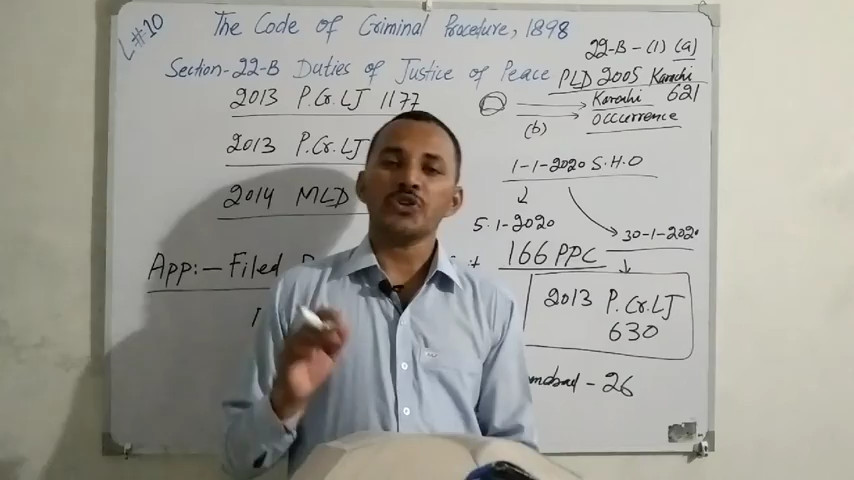 L#10
The Code of Criminal Procedure, 1898
Section-22-B Duties of Justice of Peace
2013 P.Cr.LJ 1177
2013 P.Cr.LJ
2014 MLD
App:- Filed
22-B-(1) (a)
PLD 2005 Karachi
621
Karachi
(b)
occurrence
1-1-2020 S.H.O
5.1-2020
30-1-2020
166 PPC
2013 P.Cr.LJ
630
- 26